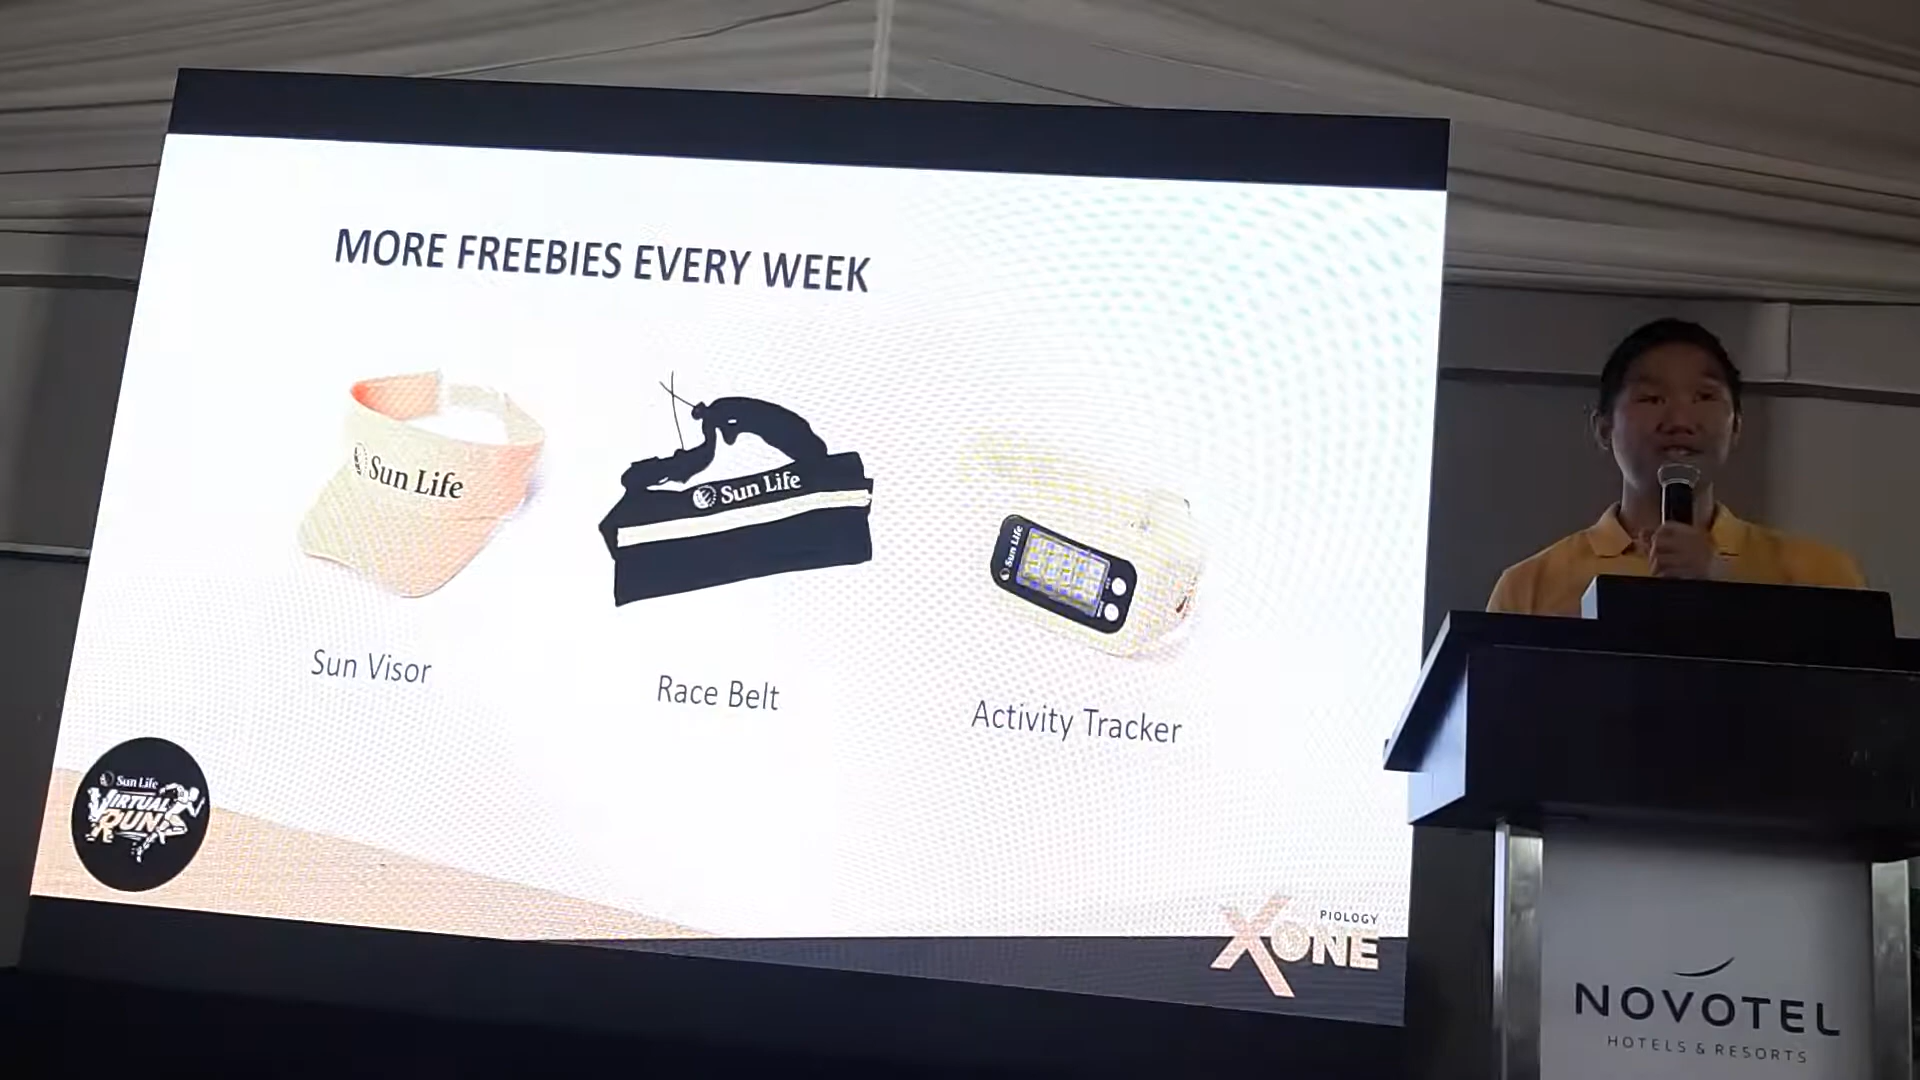 MORE FREEBIES EVERY WEEK
Sun Life
Sun Life
Sun Life
Sun Visor
Race Belt
Activity Tracker
Sun Life
VIRTUAL
RUN
PIOLOGY
XONE
NOVOTEL
HOTELS & RESORTS